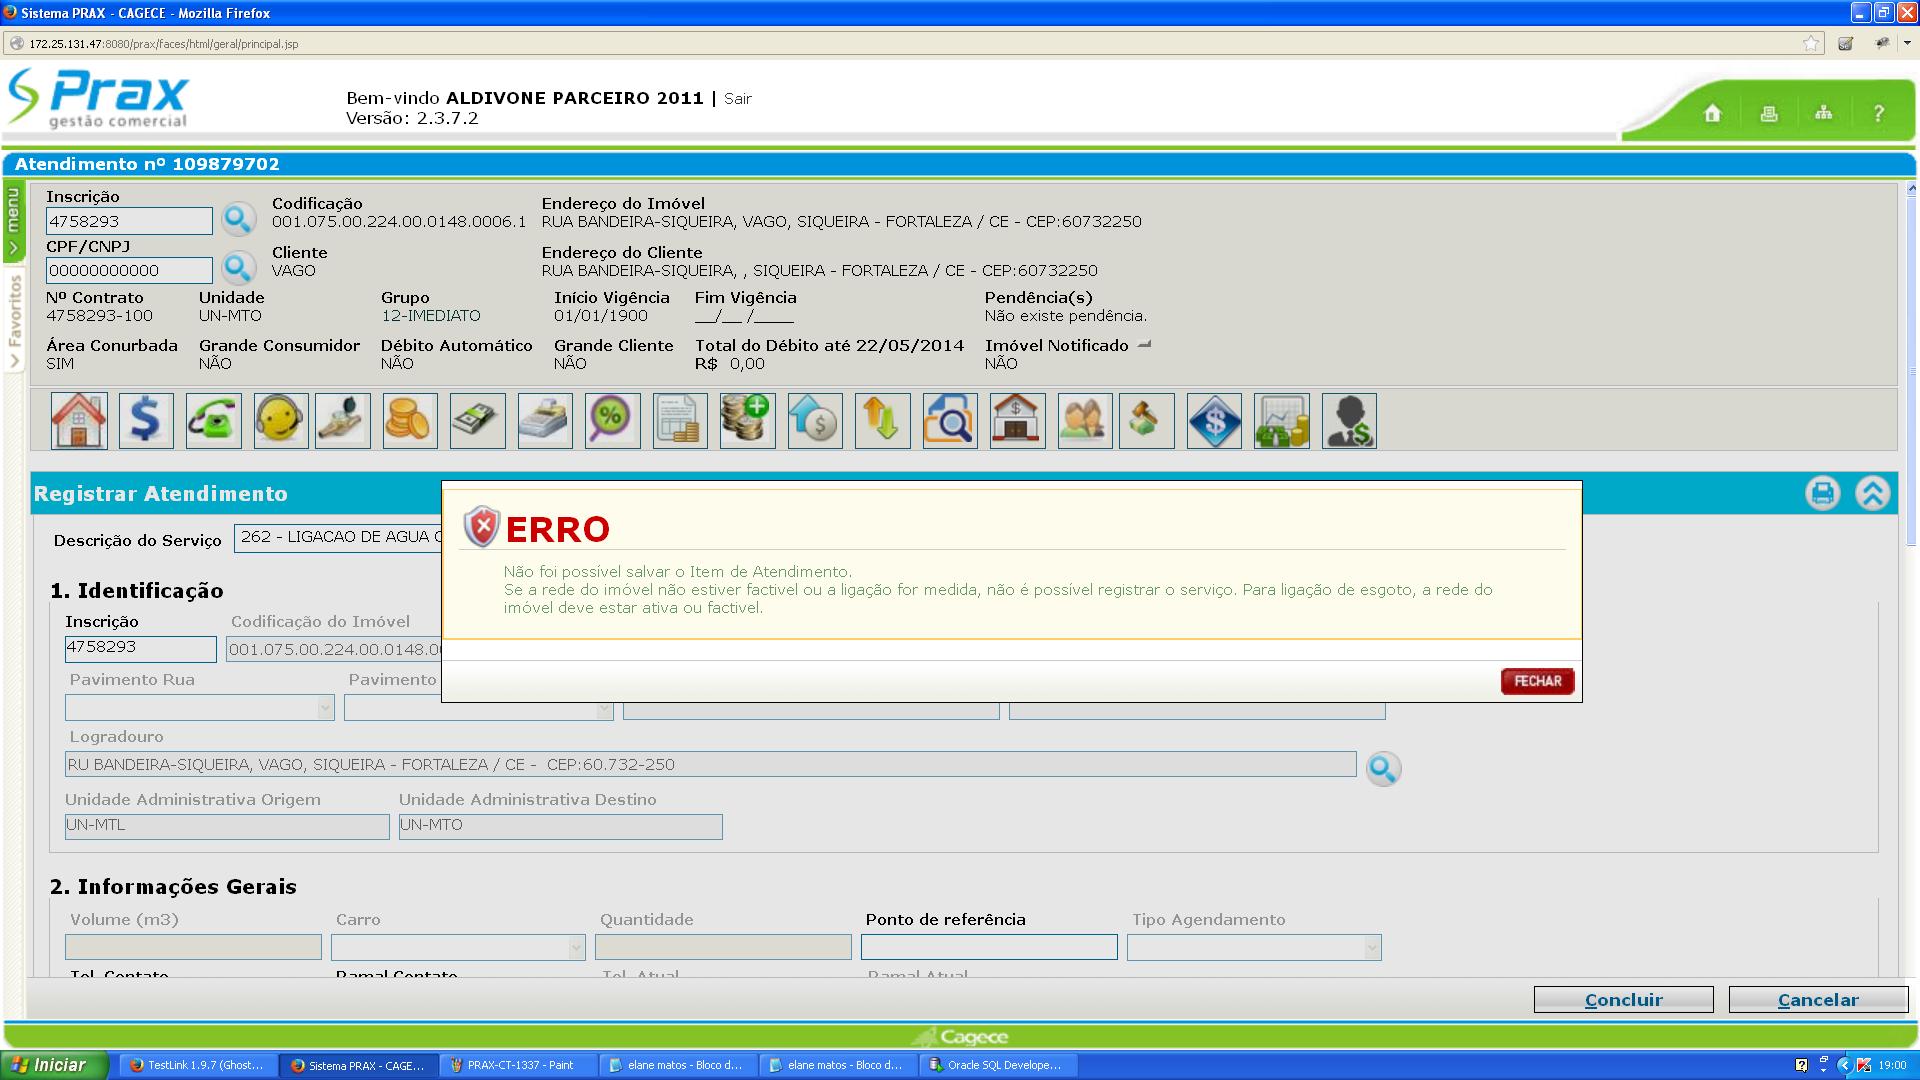 Sistema PRAX - CAGECE - Mozilla Firefox
172.25.131.47:8080/prax/faces/html/geral/principal.jsp
Prax
gestão comercial
Bem-vindo ALDIVONE PARCEIRO 2011 | Sair
Versão: 2.3.7.2
?
Atendimento nº 109879702
menu
Favoritos
Inscrição
4758293
Codificação
001.075.00.224.00.0148.0006.1
Endereço do Imóvel
RUA BANDEIRA-SIQUEIRA, VAGO, SIQUEIRA - FORTALEZA / CE - CEP:60732250
CPF/CNPJ
00000000000
Cliente
VAGO
Endereço do Cliente
RUA BANDEIRA-SIQUEIRA, , SIQUEIRA - FORTALEZA / CE - CEP:60732250
Nº Contrato Unidade Grupo Início Vigência Fim Vigência Pendência(s)
4758293-100 UN-MTO 12-IMEDIATO 01/01/1900 __/__ /____ Não existe pendência.
Área Conurbada Grande Consumidor Débito Automático Grande Cliente Total do Débito até 22/05/2014 Imóvel Notificado
SIM NÃO NÃO NÃO R$ 0,00 NÃO
Registrar Atendimento
Descrição do Serviço 262 - LIGACAO DE AGUA
ERRO
Não foi possível salvar o Item de Atendimento.
Se a rede do imóvel não estiver factivel ou a ligação for medida, não é possível registrar o serviço. Para ligação de esgoto, a rede do
imóvel deve estar ativa ou factivel.
FECHAR
1. Identificação
Inscrição Codificação do Imóvel
4758293 001.075.00.224.00.0148.0
Pavimento Rua Pavimento
Logradouro
RU BANDEIRA-SIQUEIRA, VAGO, SIQUEIRA - FORTALEZA / CE - CEP:60.732-250
Unidade Administrativa Origem Unidade Administrativa Destino
UN-MTL UN-MTO
2. Informações Gerais
Volume (m3) Carro Quantidade Ponto de referência Tipo Agendamento
Tel. Contato Ramal Contato Tel. Atual Ramal Atual
Concluir Cancelar
Cagece
Iniciar TestLink 1.9.7 (Ghost... Sistema PRAX - CAGE... PRAX-CT-1337 - Paint elane matos - Bloco d... elane matos - Bloco d... Oracle SQL Develope... 19:00